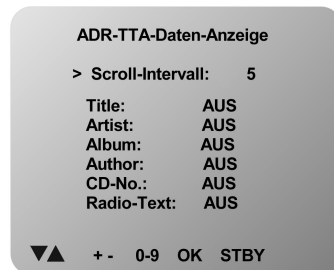 ADR-TTA-Daten-Anzeige
> Scroll-Intervall: 5
Title: AUS
Artist: AUS
Album: AUS
Author: AUS
CD-No.: AUS
Radio-Text: AUS
▼▲ + - 0-9 OK STBY